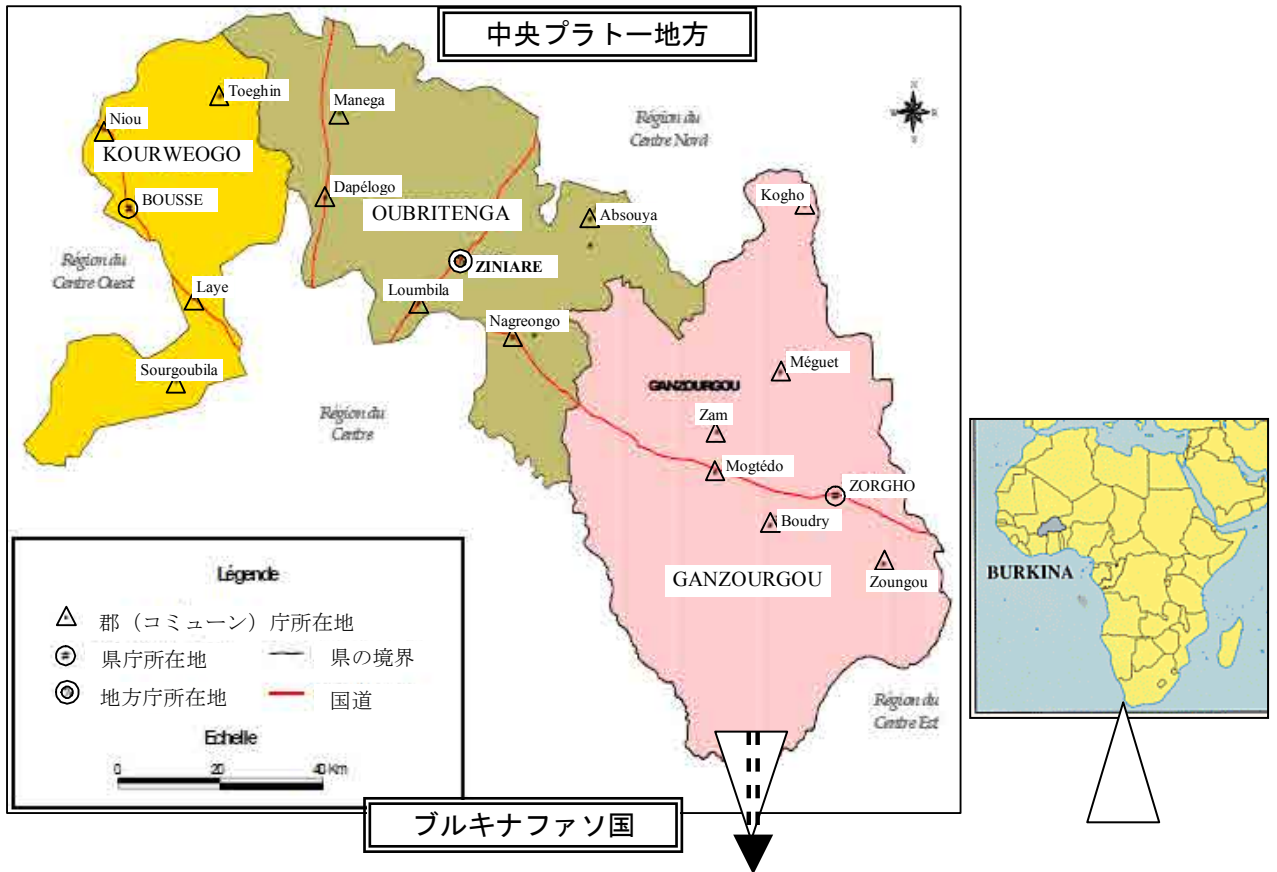 中央プラトー地方
Toeghin
Manega
Niou
Région du
Centre Nord
N
KOURWEOGO
Dapélogo
Kogho
BOUSSE
OUBRITENGA
Absouya
Région du
Centre Ouest
ZINIARE
Laye
Loumbila
Nagreongo
Sourgoubila
Méguet
GANZOURGOU
Région du
Centre
Zam
Mogtédo
ZORGHO
Boudry
Zoungou
GANZOURGOU
Légende
郡(コミューン)庁所在地
県庁所在地
県の境界
地方庁所在地
国道
Echelle
0 20 40 Km
Région du
Centre Est
BURKINA
ブルキナファソ国